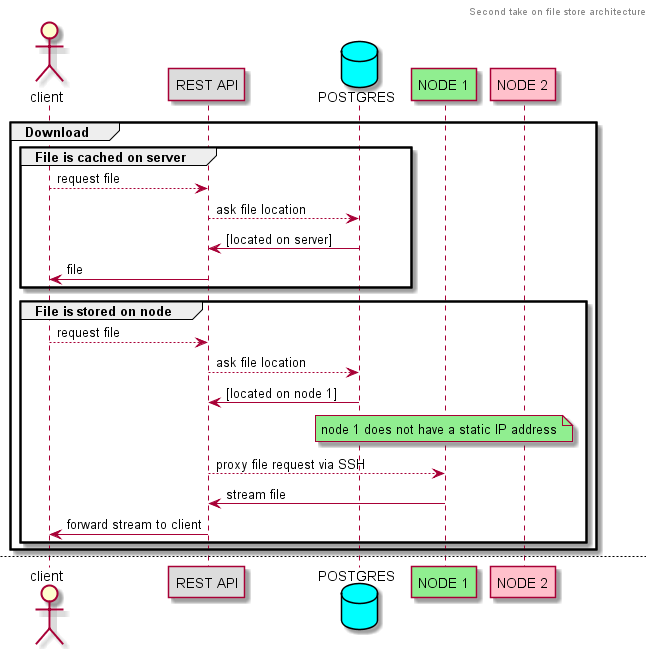 Second take on file store architecture
client
REST API
POSTGRES
NODE 1
NODE 2
Download
File is cached on server
request file
ask file location
[located on server]
file
File is stored on node
request file
ask file location
[located on node 1]
node 1 does not have a static IP address
proxy file request via SSH
stream file
forward stream to client
client
REST API
POSTGRES
NODE 1
NODE 2